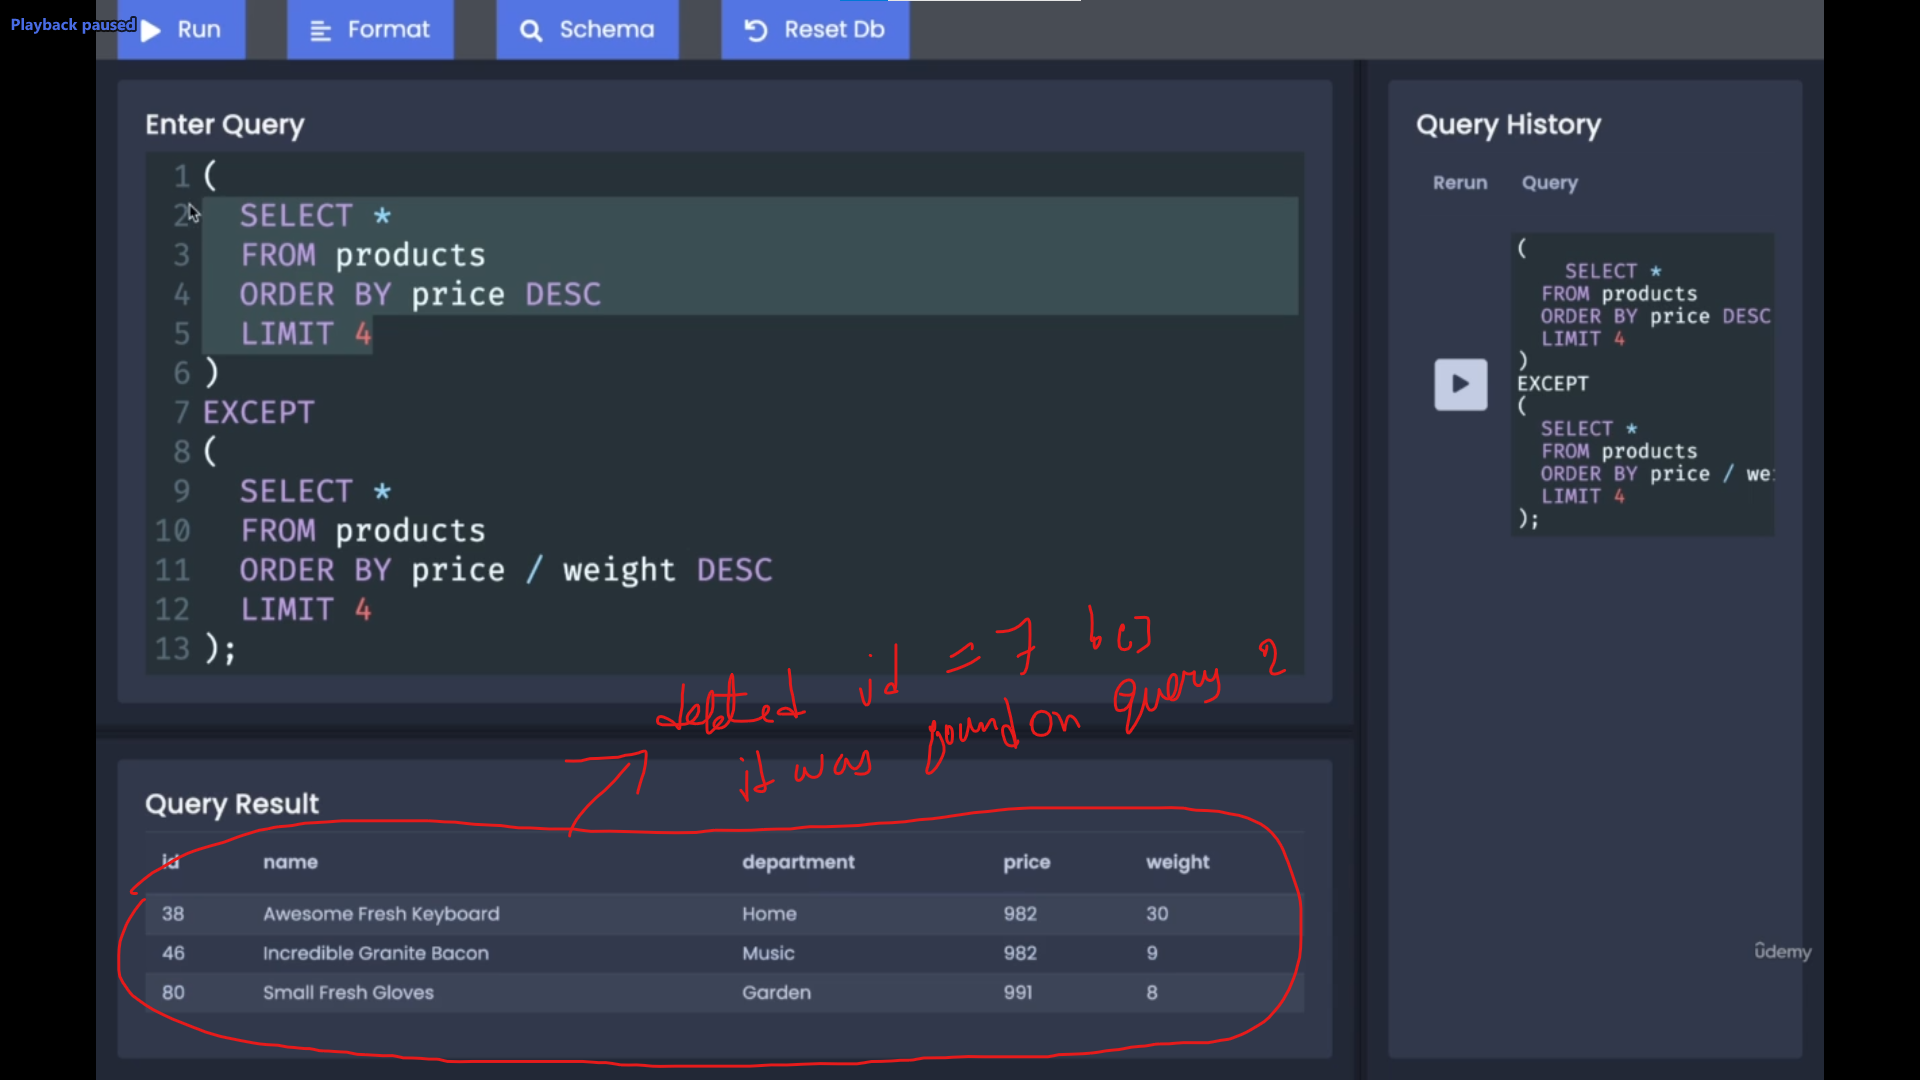 Playback paused
Run
Format
Schema
Reset Db
Enter Query
1 (
2 SELECT *
3 FROM products
4 ORDER BY price DESC
5 LIMIT 4
6 )
7 EXCEPT
8 (
9 SELECT *
10 FROM products
11 ORDER BY price / weight DESC
12 LIMIT 4
13 );
deleted id = 7 bcz
it was found on query 2
Query Result
id name department price weight
38 Awesome Fresh Keyboard Home 982 30
46 Incredible Granite Bacon Music 982 9
80 Small Fresh Gloves Garden 991 8
Query History
Rerun Query
(
SELECT *
FROM products
ORDER BY price DESC
LIMIT 4
)
EXCEPT
(
SELECT *
FROM products
ORDER BY price / we
LIMIT 4
);
ûdemy